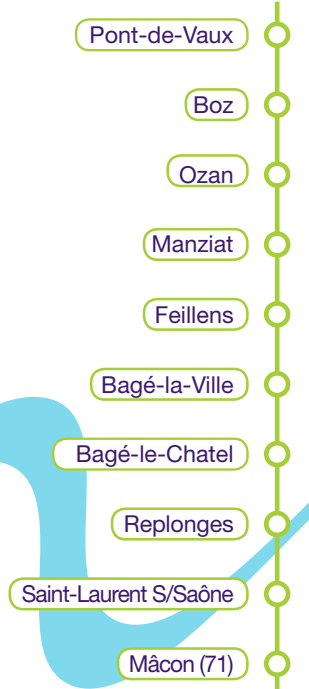 Pont-de-Vaux
Boz
Ozan
Manziat
Feillens
Bagé-la-Ville
Bagé-le-Chatel
Replonges
Saint-Laurent S/Saône
Mâcon (71)